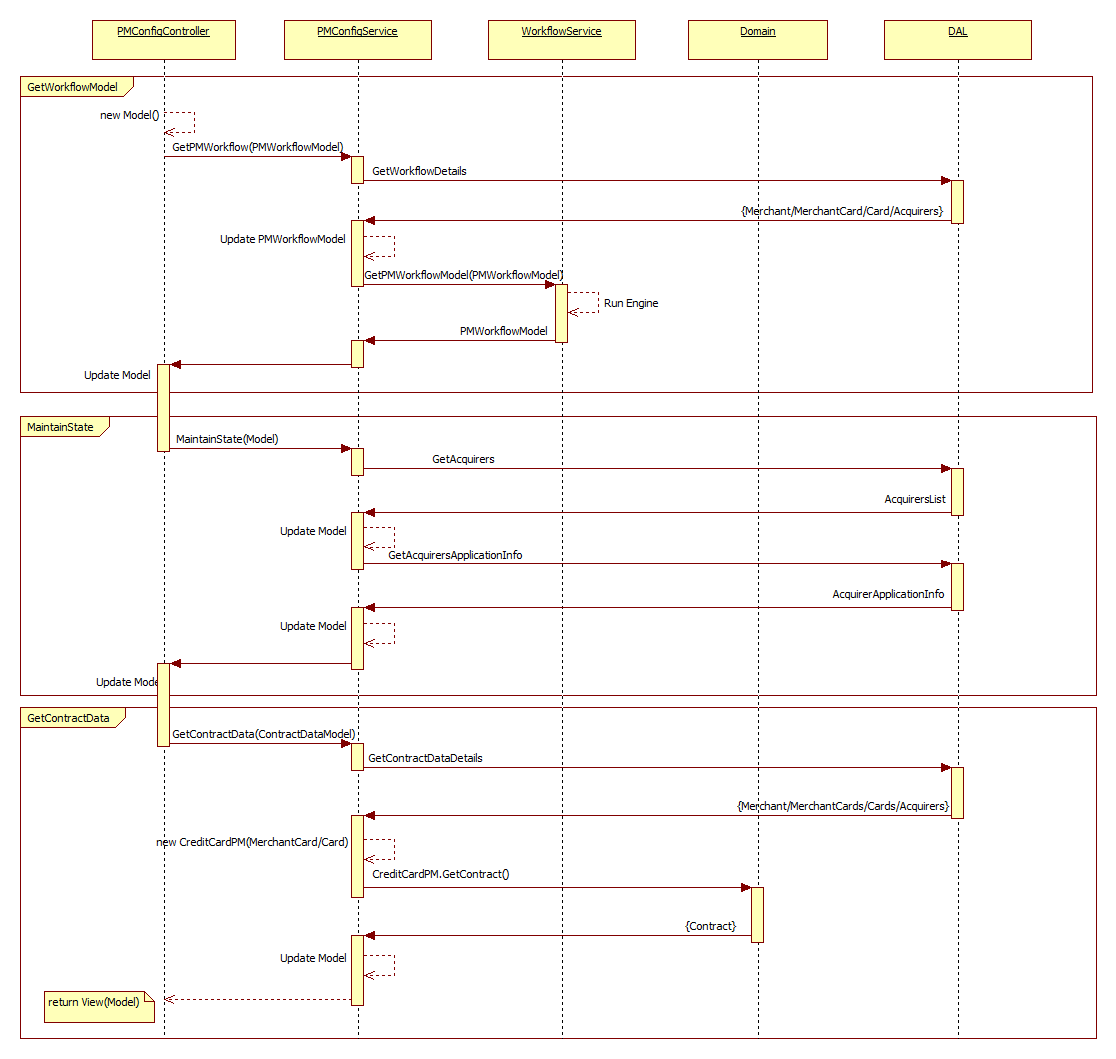 PMConfigController
PMConfigService
WorkflowService
Domain
DAL
GetWorkflowModel
new Model()
GetPMWorkflow(PMWorkflowModel)
GetWorkflowDetails
{Merchant/MerchantCard/Card/Acquirers}
Update PMWorkflowModel
GetPMWorkflowModel(PMWorkflowModel)
Run Engine
PMWorkflowModel
Update Model
MaintainState
MaintainState(Model)
GetAcquirers
AcquirersList
Update Model
GetAcquirersApplicationInfo
AcquirerApplicationInfo
Update Model
Update Mode
GetContractData
GetContractData(ContractDataModel)
GetContractDataDetails
{Merchant/MerchantCards/Cards/Acquirers}
new CreditCardPM(MerchantCard/Card)
CreditCardPM.GetContract()
{Contract}
Update Model
return View(Model)